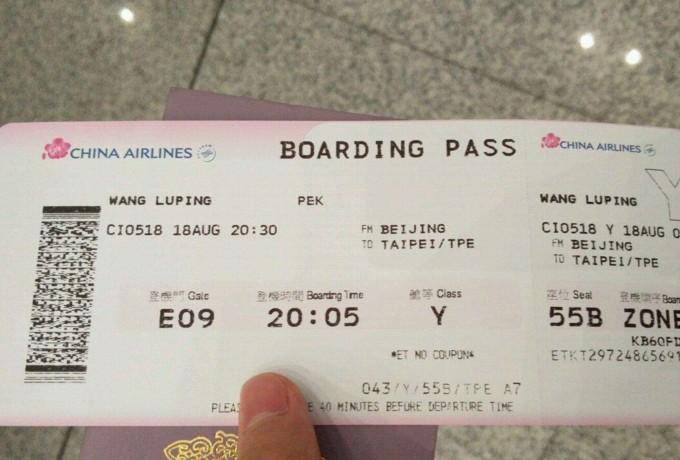 CHINA AIRLINES
BOARDING PASS
WANG LUPING PEK
CI0518 18AUG 20:30
FM BEIJING
TO TAIPEI/TPE
登機門 Gate 登機時間 Boarding Time 艙等 Class
E09 20:05 Y
*ET NO COUPON*
043/Y/55B/TPE A7
40 MINUTES BEFORE DEPARTURE TIME
CHINA AIRLINES
WANG LUPING
CI0518 Y 18AUG
FM BEIJING
TO TAIPEI/TPE
座位 Seat
55B ZONE